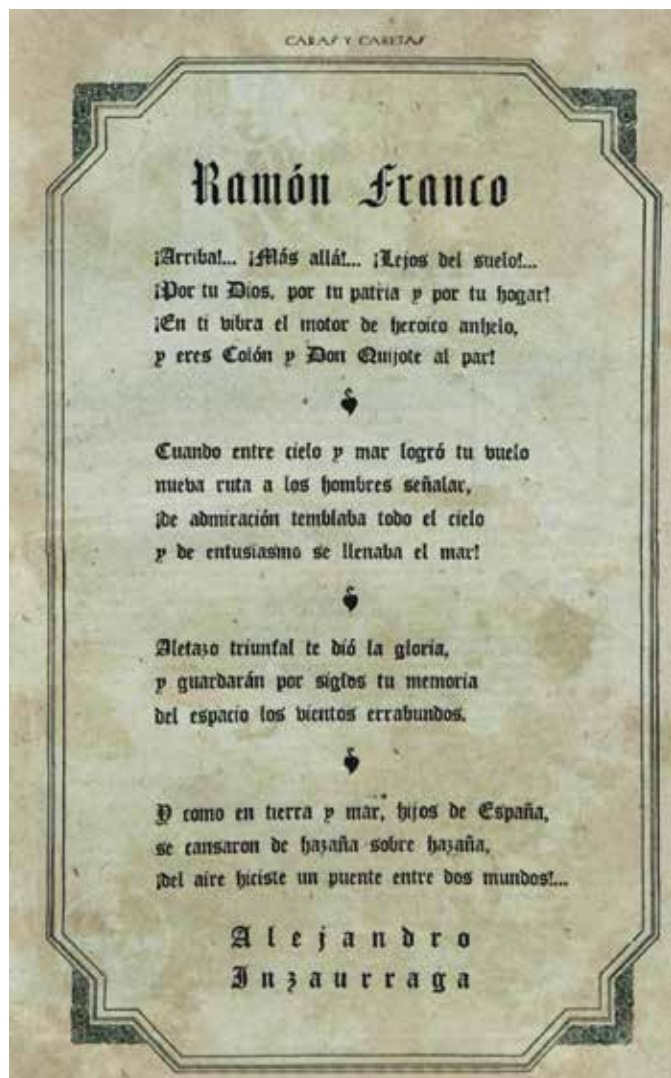 CARAS Y CARETAS
Ramón Franco
¡Arriba!... ¡Más allá!... ¡Lejos del suelo!...
¡Por tu Dios, por tu patria y por tu hogar!
¡En ti vibra el motor de heroico anhelo,
y eres Colón y Don Quijote al par!
Cuando entre cielo y mar logró tu vuelo
nueva ruta a los hombres señalar,
¡de admiración temblaba todo el cielo
y de entusiasmo se llenaba el mar!
Aletazo triunfal te dió la gloria,
y guardarán por siglos tu memoria
del espacio los vientos errabundos.
Y como en tierra y mar, hijos de España,
se cansaron de hazaña sobre hazaña,
¡del aire hiciste un puente entre dos mundos!...
Alejandro
Inzaurraga